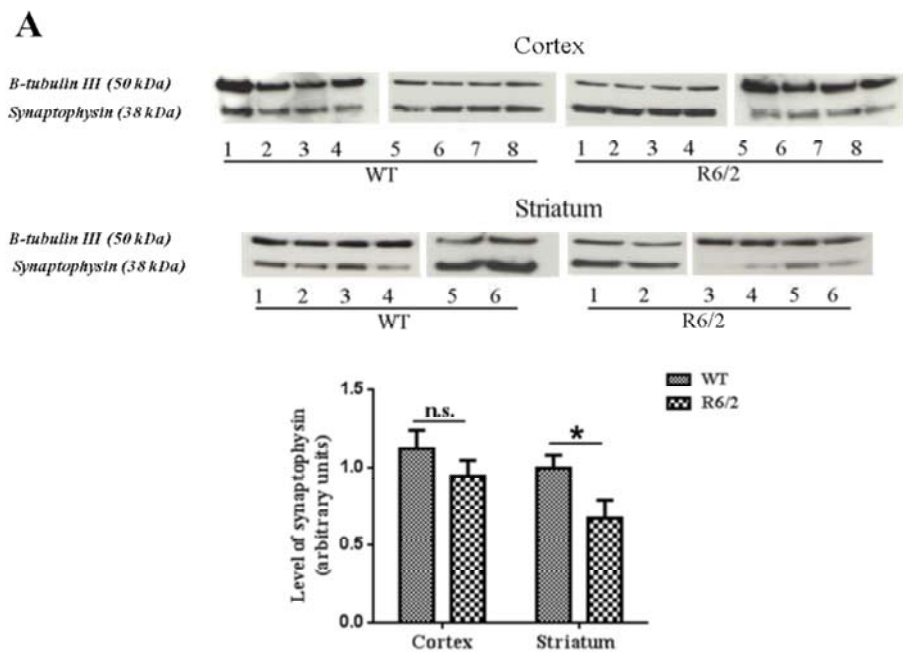 A
Cortex
B-tubulin III (50 kDa)
Synaptophysin (38 kDa)
1 2 3 4 5 6 7 8 1 2 3 4 5 6 7 8
WT R6/2
Striatum
B-tubulin III (50 kDa)
Synaptophysin (38 kDa)
1 2 3 4 5 6 1 2 3 4 5 6
WT R6/2
WT
R6/2
Level of synaptophysin
(arbitrary units)
1.5
1.0
0.5
0.0
n.s.
*
Cortex Striatum